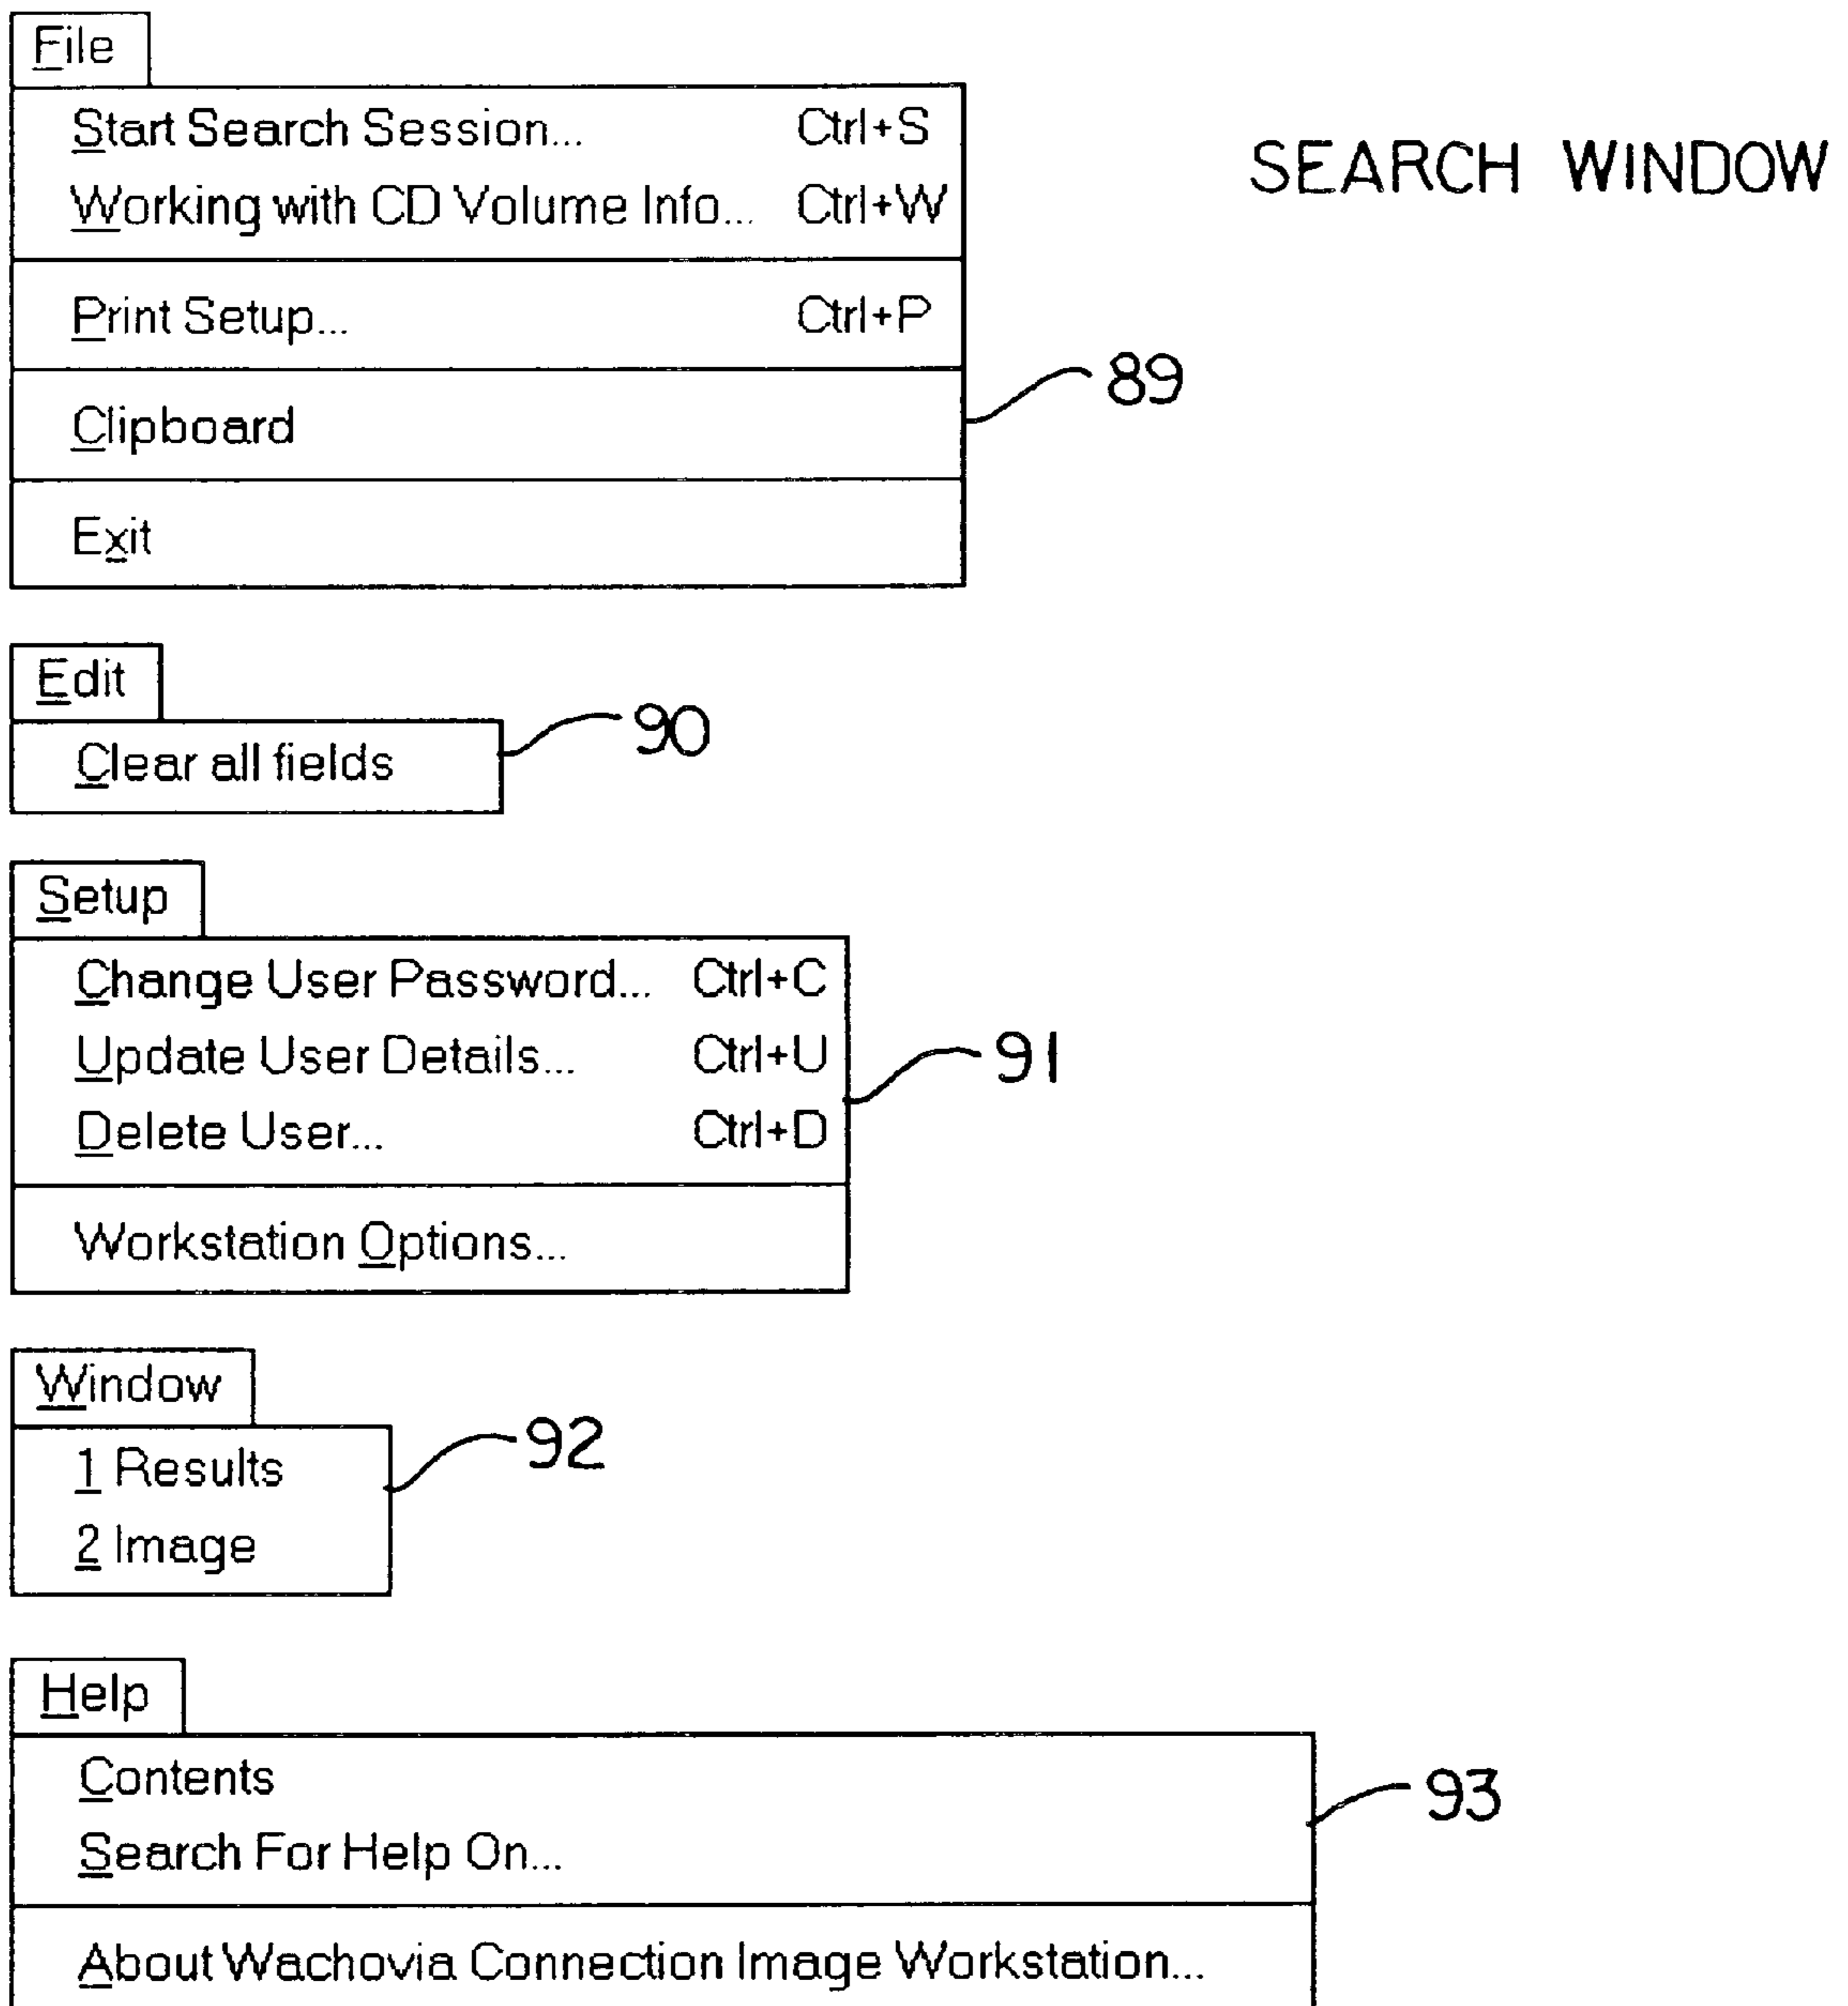 File
Start Search Session... Ctrl+S
SEARCH WINDOW
Working with CD Volume Info... Ctrl+W
Print Setup... Ctrl+P
89
Clipboard
Exit
Edit
90
Clear all fields
Setup
Change User Password... Ctrl+C
Update User Details... Ctrl+U
91
Delete User... Ctrl+D
Workstation Options...
Window
92
1 Results
2 Image
Help
Contents
93
Search For Help On...
About Wachovia Connection Image Workstation...